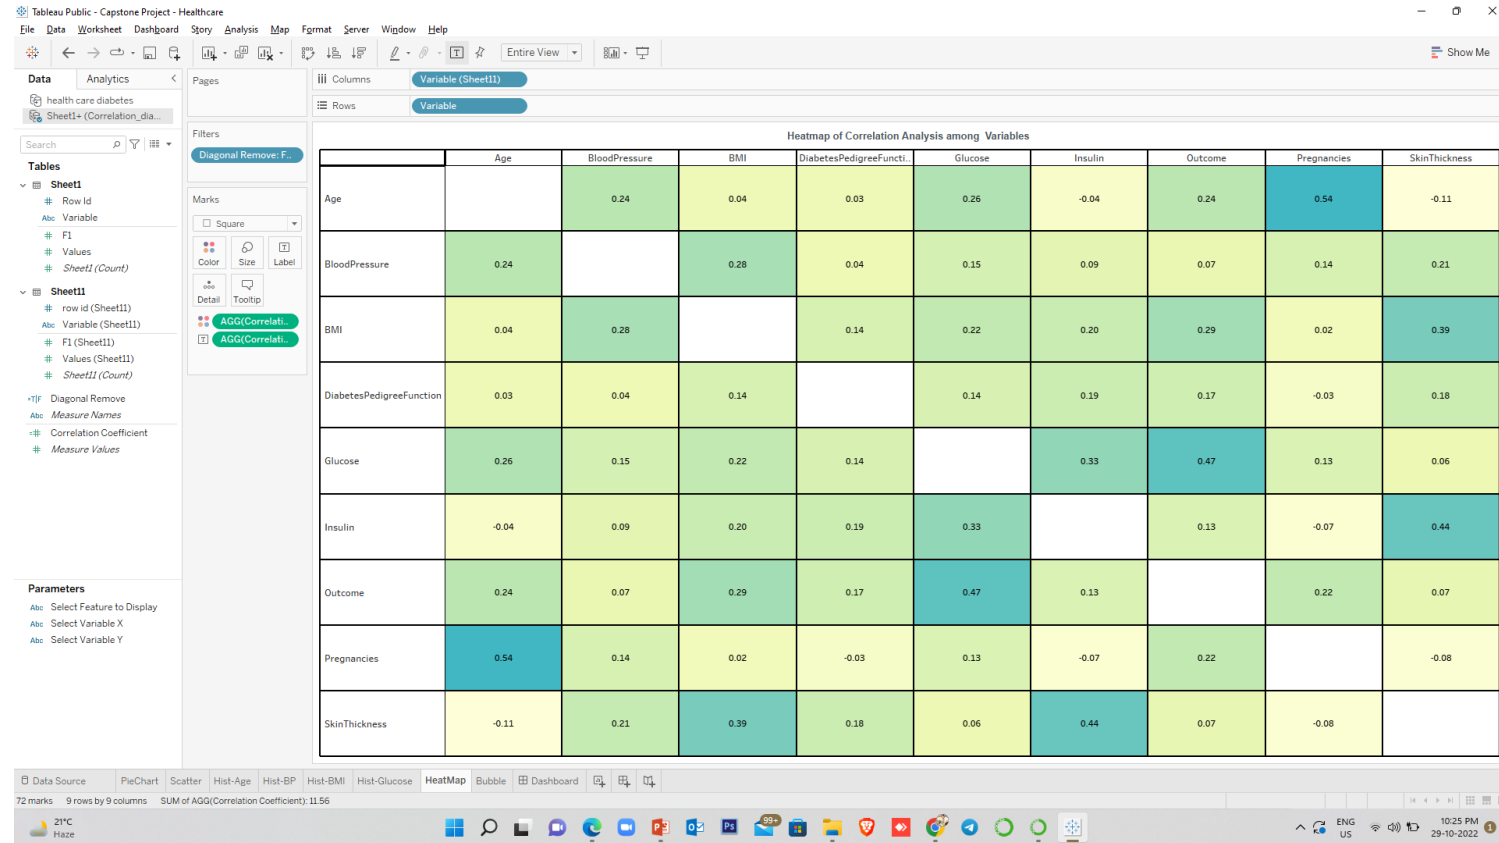 Tableau Public - Capstone Project - Healthcare
File Data Worksheet Dashboard Story Analysis Map Format Server Window Help
Entire View
Show Me
Data Analytics
health care diabetes
Sheet1+ (Correlation_dia...
Search
Tables
Sheet1
Row Id
Abc Variable
F1
Values
Sheet1 (Count)
Sheet11
row id (Sheet11)
Abc Variable (Sheet11)
F1 (Sheet11)
Values (Sheet11)
Sheet11 (Count)
Diagonal Remove
Abc Measure Names
Correlation Coefficient
Measure Values
Parameters
Abc Select Feature to Display
Abc Select Variable X
Abc Select Variable Y
Pages
Filters
Diagonal Remove: F..
Marks
Square
Color Size Label
Detail Tooltip
AGG(Correlati..
AGG(Correlati..
Columns Variable (Sheet11)
Rows Variable
Heatmap of Correlation Analysis among Variables
Age BloodPressure BMI DiabetesPedigreeFuncti.. Glucose Insulin Outcome Pregnancies SkinThickness
Age 0.24 0.04 0.03 0.26 -0.04 0.24 0.54 -0.11
BloodPressure 0.24 0.28 0.04 0.15 0.09 0.07 0.14 0.21
BMI 0.04 0.28 0.14 0.22 0.20 0.29 0.02 0.39
DiabetesPedigreeFunction 0.03 0.04 0.14 0.14 0.19 0.17 -0.03 0.18
Glucose 0.26 0.15 0.22 0.14 0.33 0.47 0.13 0.06
Insulin -0.04 0.09 0.20 0.19 0.33 0.13 -0.07 0.44
Outcome 0.24 0.07 0.29 0.17 0.47 0.13 0.22 0.07
Pregnancies 0.54 0.14 0.02 -0.03 0.13 -0.07 0.22 -0.08
SkinThickness -0.11 0.21 0.39 0.18 0.06 0.44 0.07 -0.08
Data Source PieChart Scatter Hist-Age Hist-BP Hist-BMI Hist-Glucose HeatMap Bubble Dashboard
72 marks 9 rows by 9 columns SUM of AGG(Correlation Coefficient): 11.56
21°C
Haze
99+
ENG
US
10:25 PM
29-10-2022
1